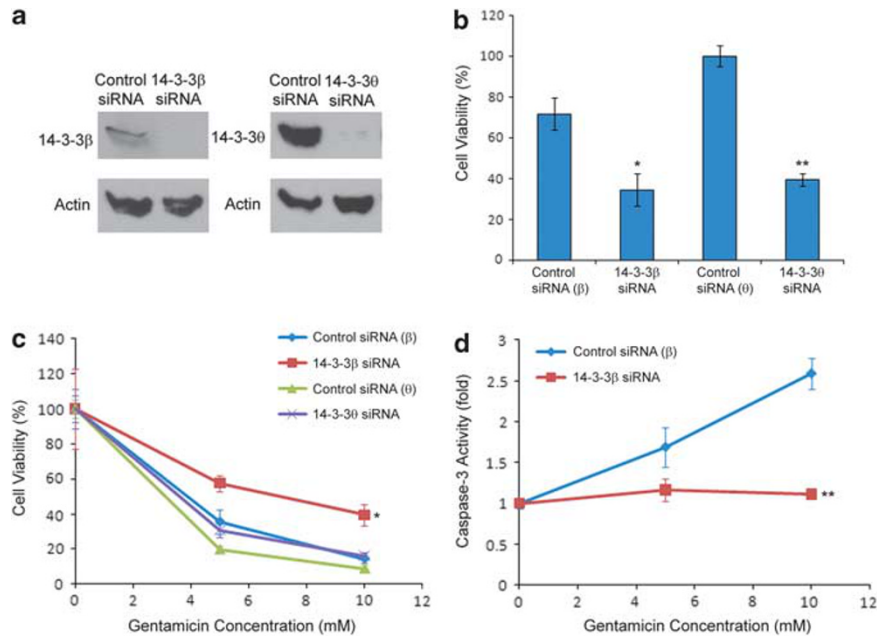 a
Control 14-3-3β
siRNA siRNA
14-3-3β
Actin
Control 14-3-3θ
siRNA siRNA
14-3-3θ
Actin
b
Cell Viability (%)
120
100
80
60
40
20
0
*
**
Control
siRNA (β)
14-3-3β
siRNA
Control
siRNA (θ)
14-3-3θ
siRNA
c
Cell Viability (%)
140
120
100
80
60
40
20
0
Control siRNA (β)
14-3-3β siRNA
Control siRNA (θ)
14-3-3θ siRNA
*
0 2 4 6 8 10 12
Gentamicin Concentration (mM)
d
Caspase-3 Activity (fold)
3
2.5
2
1.5
1
0.5
0
Control siRNA (β)
14-3-3β siRNA
**
0 2 4 6 8 10 12
Gentamicin Concentration (mM)